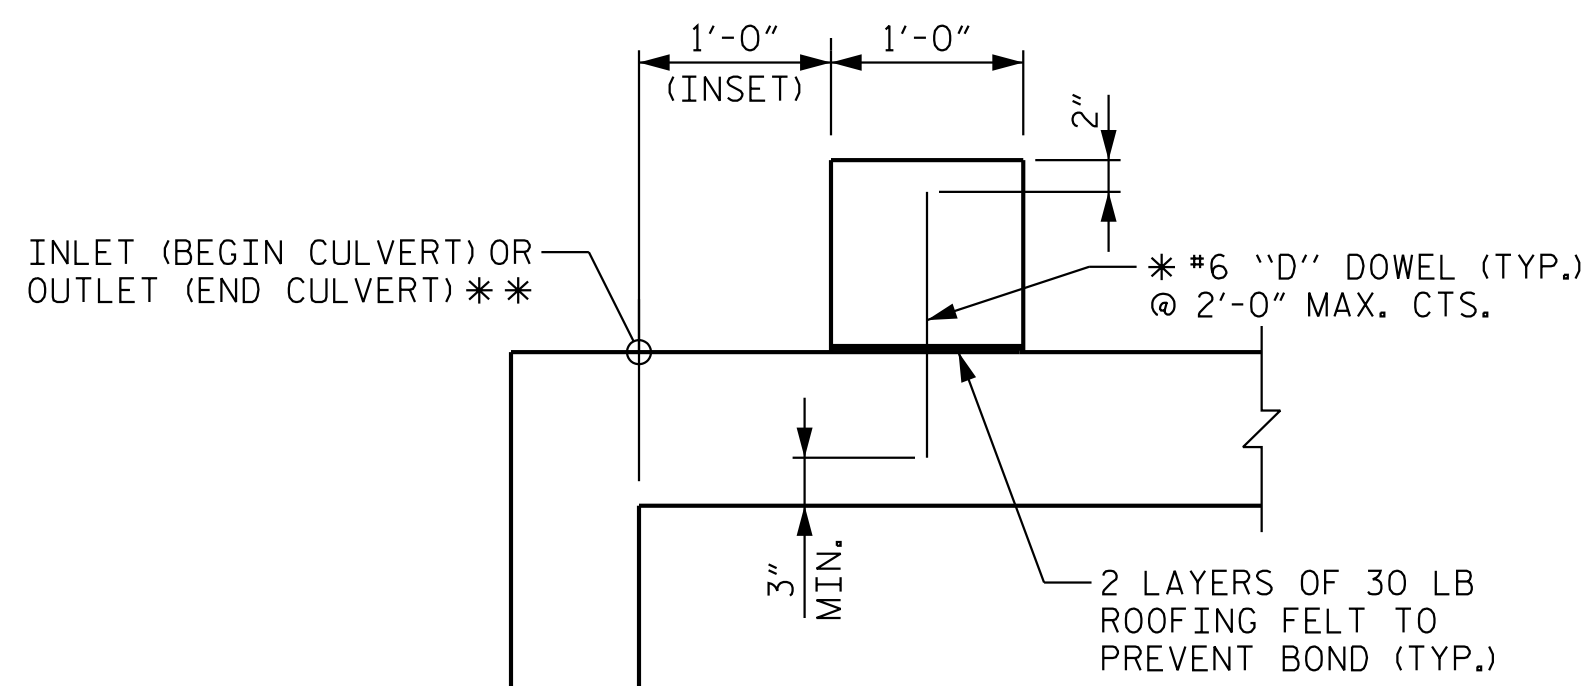 1'-0"
1'-0"
(INSET)
2"
INLET (BEGIN CULVERT) OR
OUTLET (END CULVERT) * *
* #6 "D" DOWEL (TYP.)
@ 2'-0" MAX. CTS.
3"
MIN.
2 LAYERS OF 30 LB
ROOFING FELT TO
PREVENT BOND (TYP.)